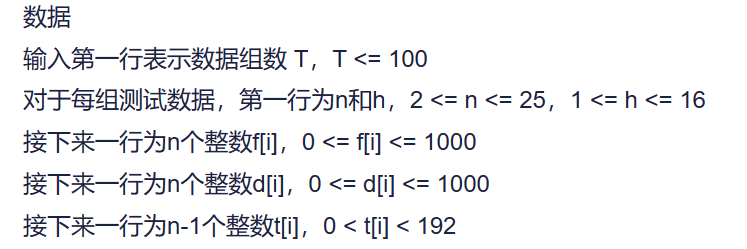 数据
输入第一行表示数据组数 T，T <= 100
对于每组测试数据，第一行为n和h，2 <= n <= 25，1 <= h <= 16
接下来一行为n个整数f[i]，0 <= f[i] <= 1000
接下来一行为n个整数d[i]，0 <= d[i] <= 1000
接下来一行为n-1个整数t[i]，0 < t[i] < 192